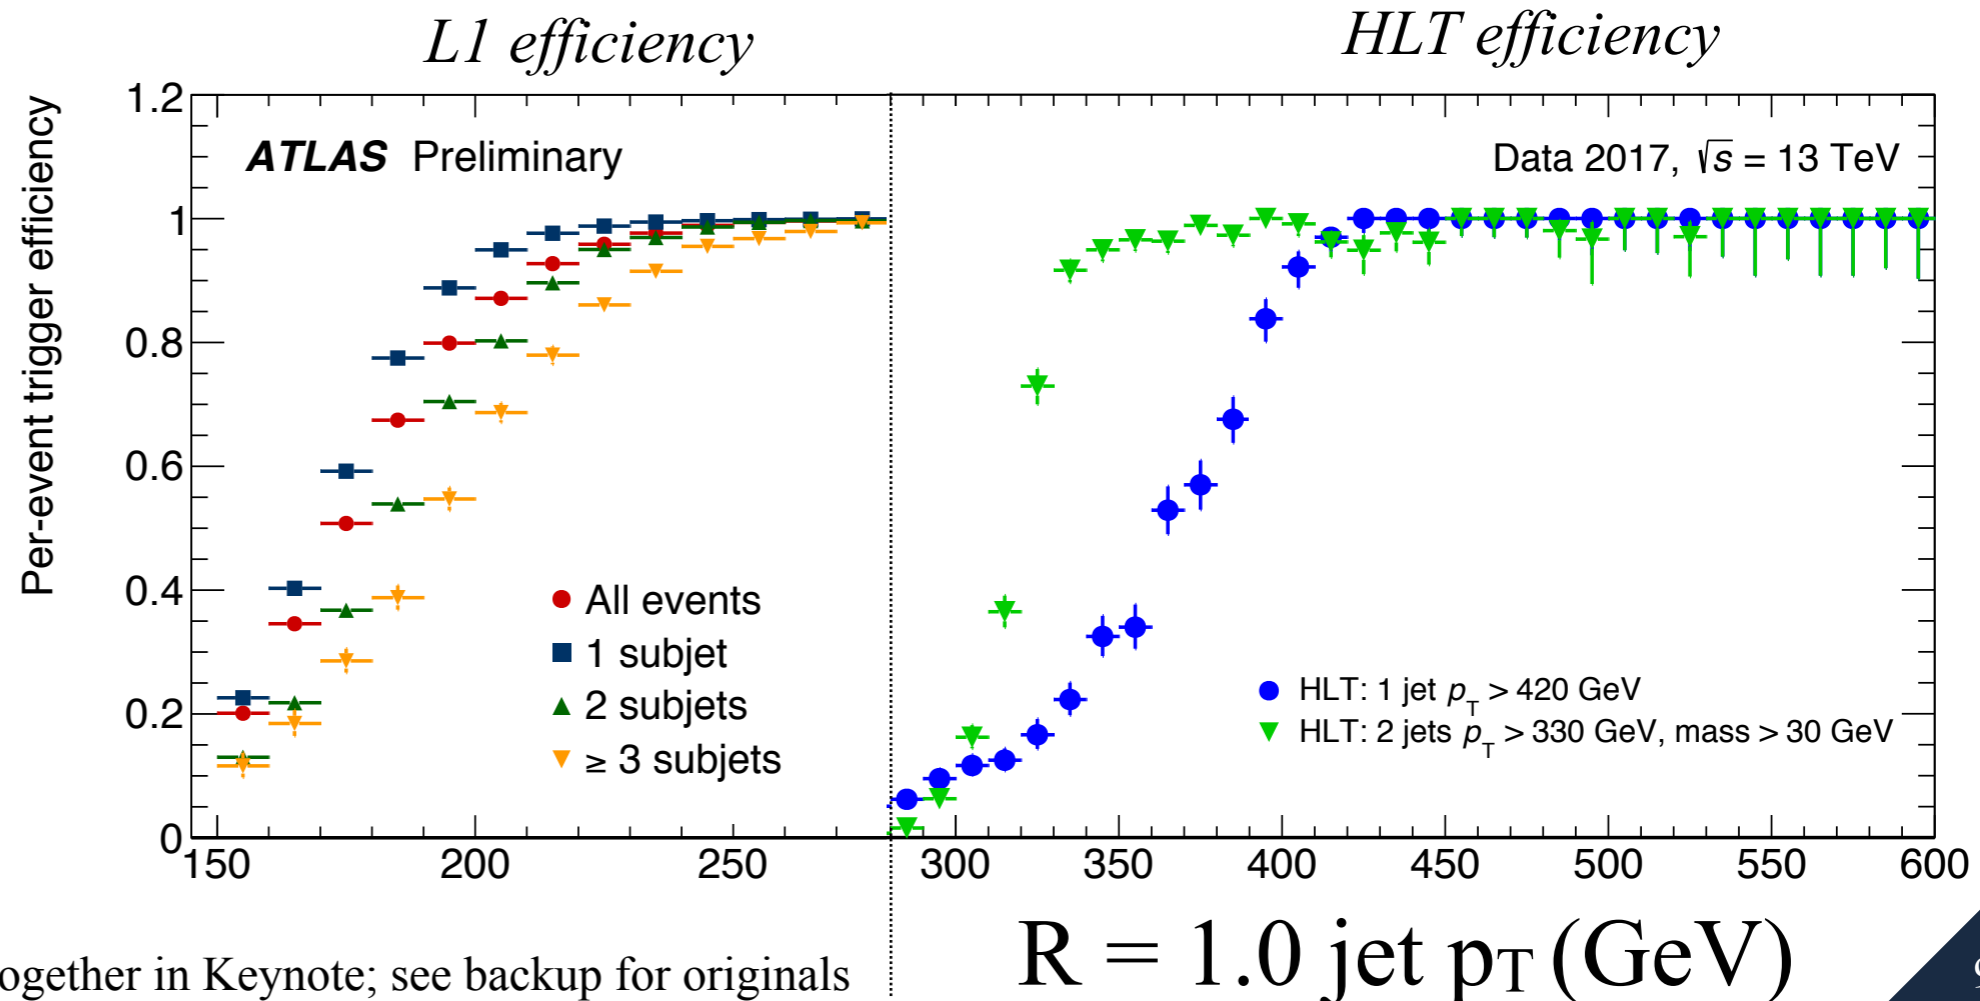 L1 efficiency
HLT efficiency
Per-event trigger efficiency
1.2
1
0.8
0.6
0.4
0.2
0
ATLAS Preliminary
Data 2017, √s = 13 TeV
All events
1 subjet
2 subjets
≥ 3 subjets
HLT: 1 jet pT > 420 GeV
HLT: 2 jets pT > 330 GeV, mass > 30 GeV
150 200 250 300 350 400 450 500 550 600
R = 1.0 jet pT (GeV)
ogether in Keynote; see backup for originals